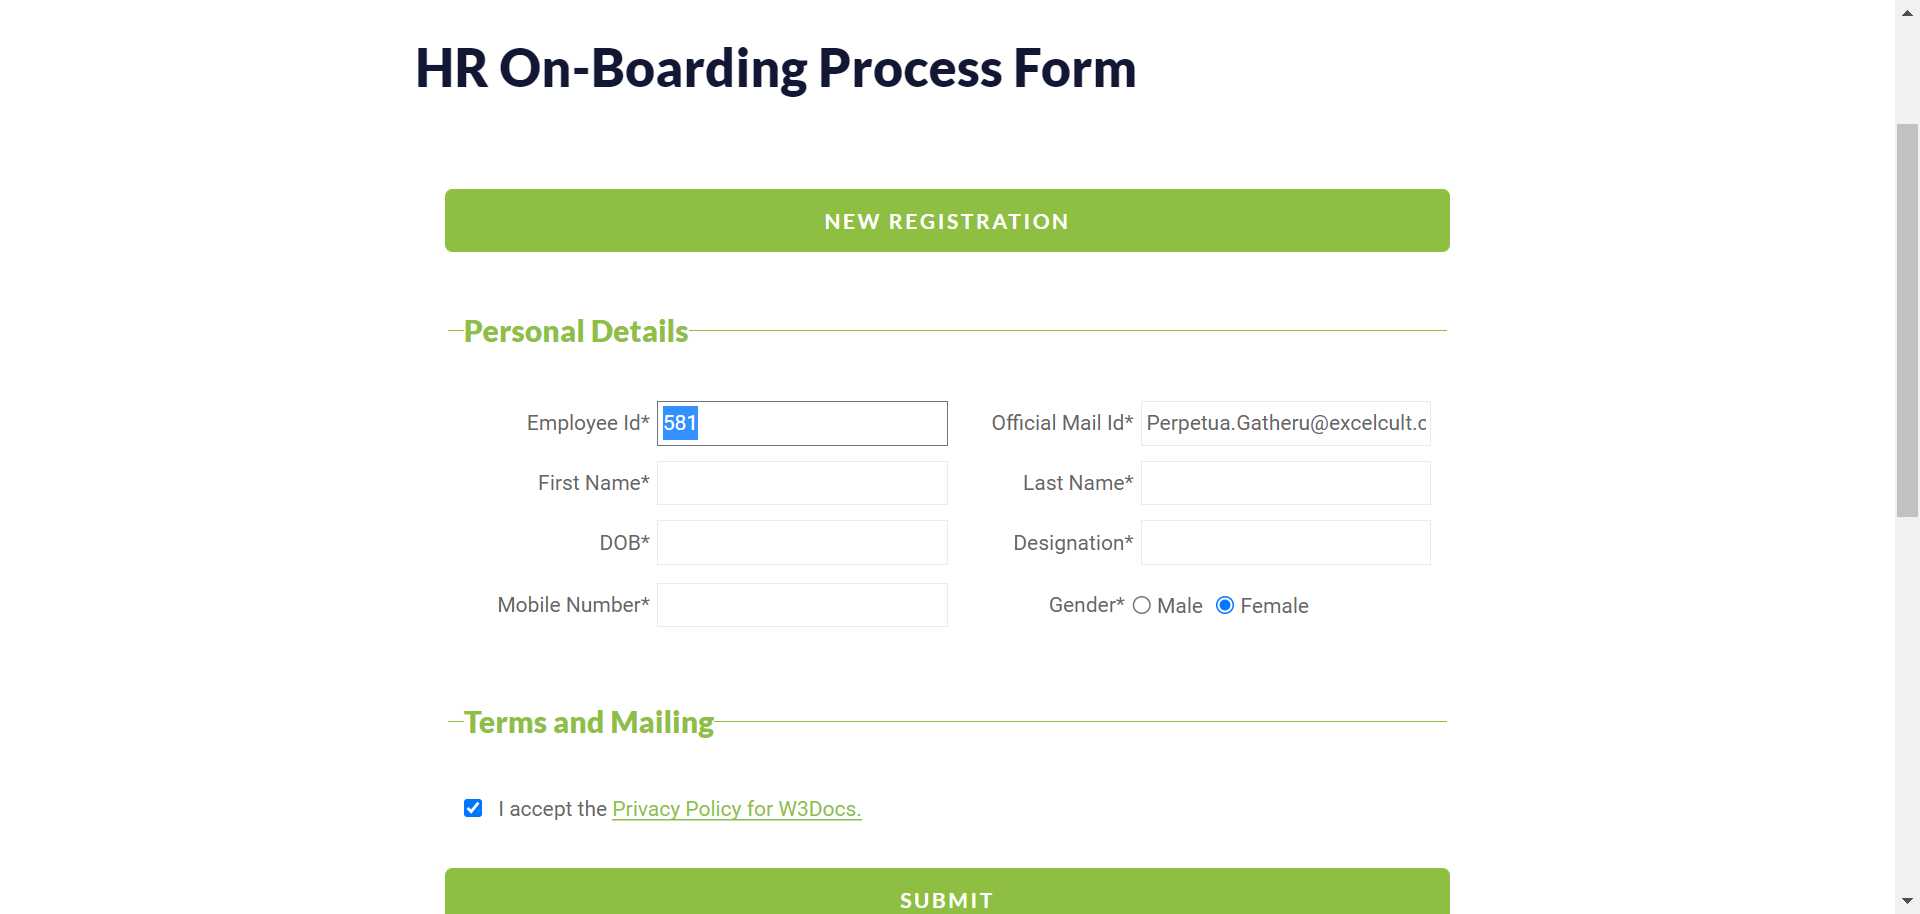 HR On-Boarding Process Form
NEW REGISTRATION
Personal Details
Employee Id* 581 Official Mail Id* Perpetua.Gatheru@excelcult.c
First Name* Last Name*
DOB* Designation*
Mobile Number* Gender* Male Female
Terms and Mailing
I accept the Privacy Policy for W3Docs.
SUBMIT